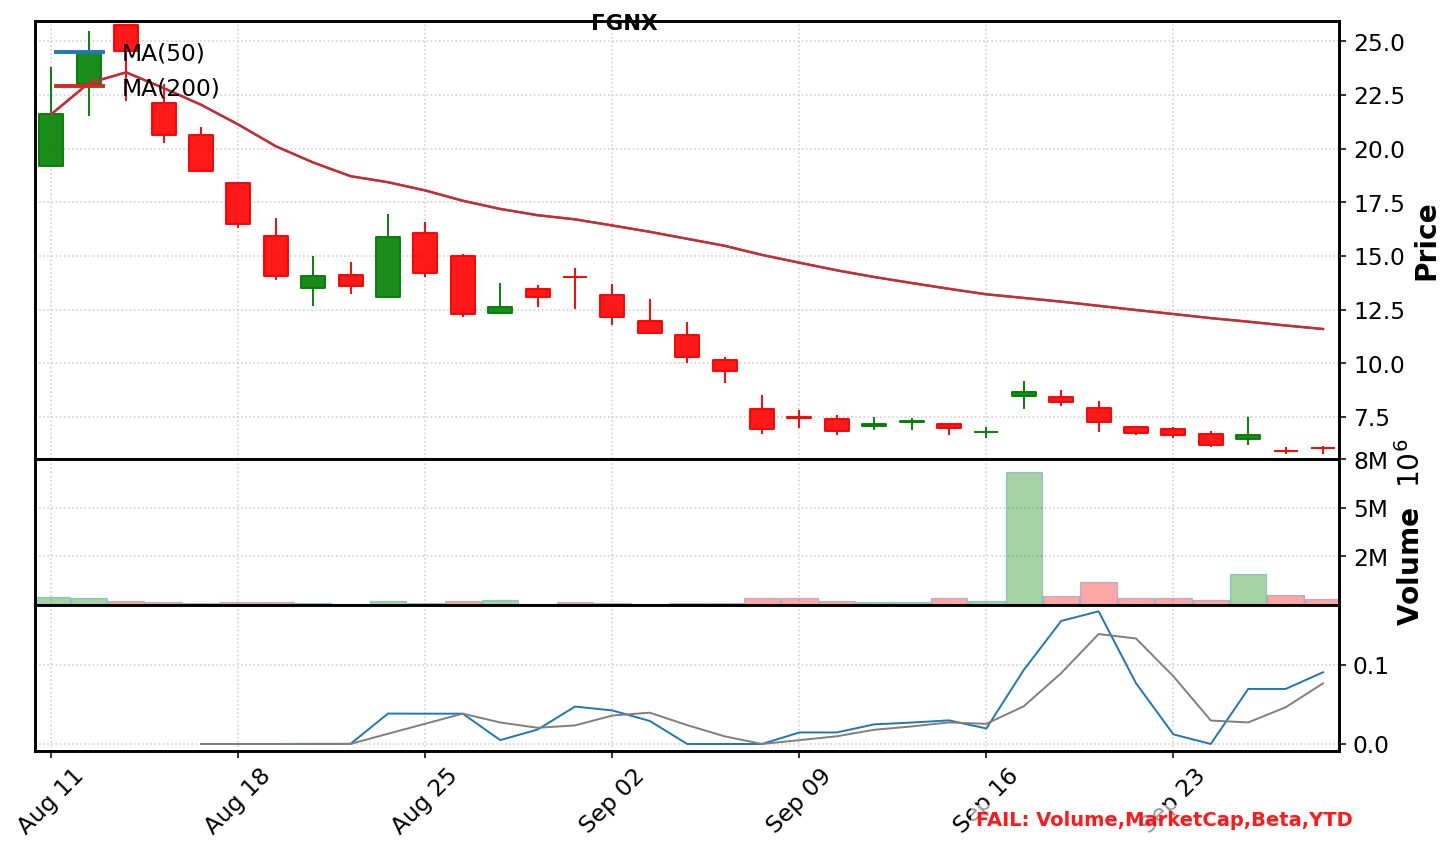 FGNX
MA(50)
MA(200)
25.0
22.5
20.0
17.5
15.0
12.5
10.0
7.5
Price
8M
5M
2M
Volume 10^6
0.1
0.0
Aug 11
Aug 18
Aug 25
Sep 02
Sep 09
Sep 16
Sep 23
FAIL: Volume,MarketCap,Beta,YTD